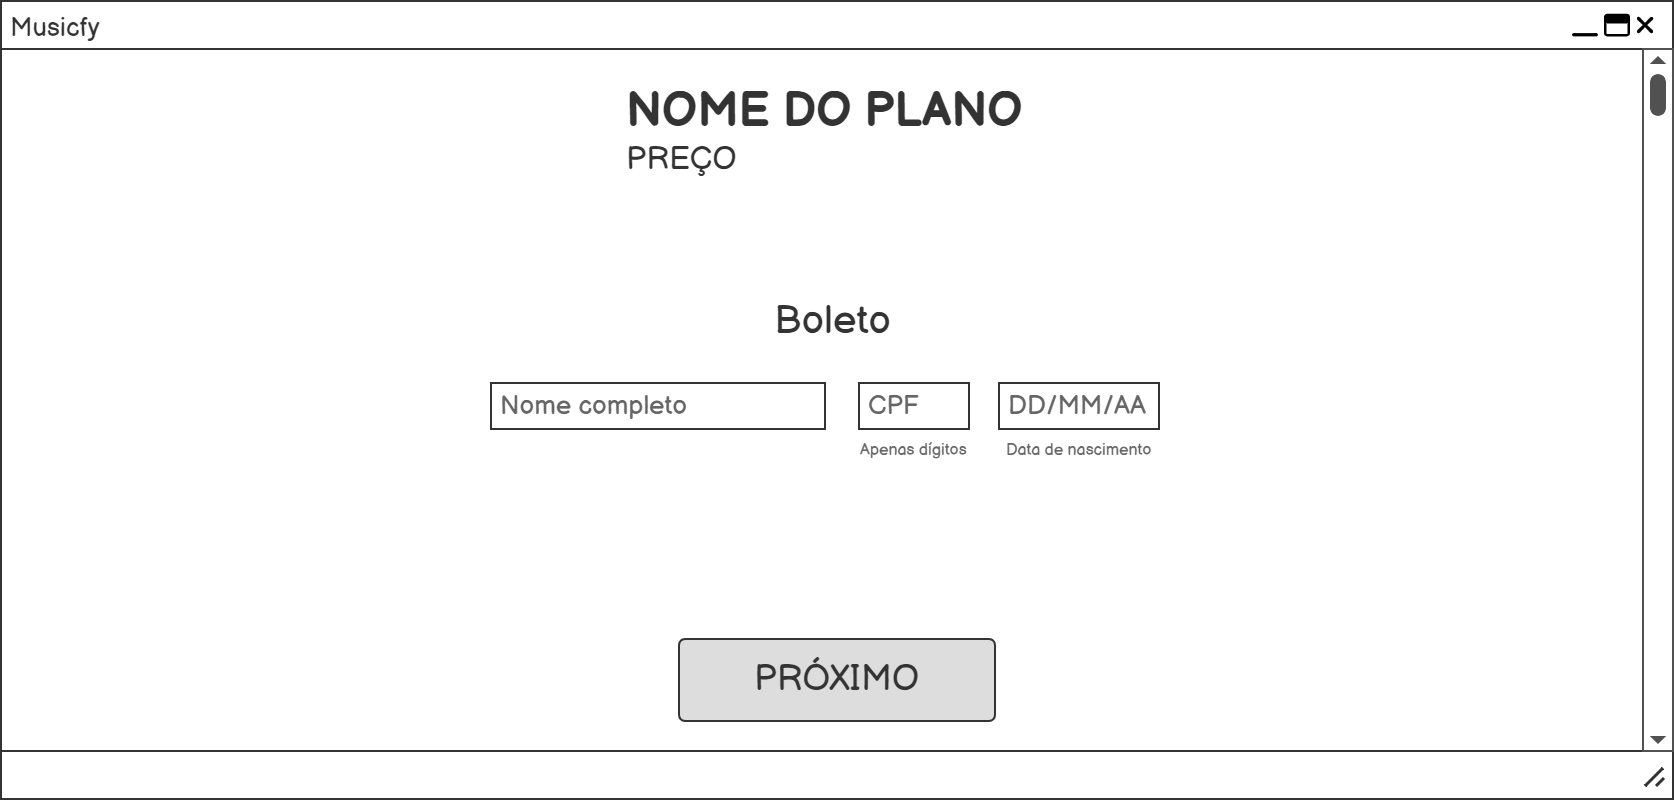 Musicfy
NOME DO PLANO
PREÇO
Boleto
Nome completo
CPF
DD/MM/AA
Apenas dígitos
Data de nascimento
PRÓXIMO